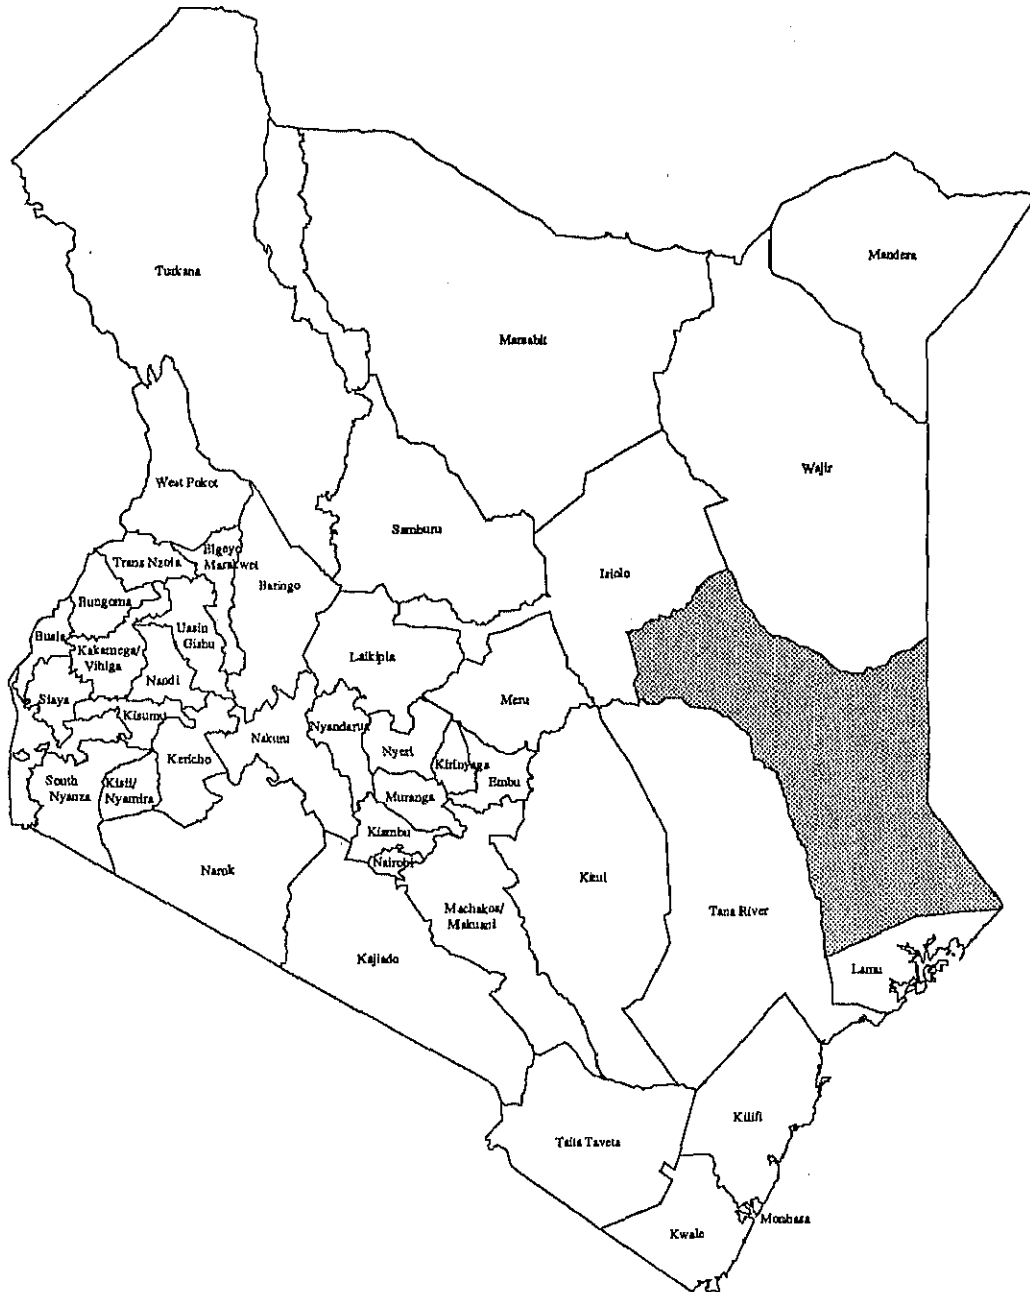 Turkana
Mandera
Marsabit
Wajir
West Pokot
Samburu
Elgeyo
Marakwet
Trans Nzoia
Isiolo
Baringo
Bungoma
Busia
Uasin
Gishu
Kakamega/
Vihiga
Laikipia
Nandi
Siaya
Meru
Kisumu
Nyandarua
Nakuru
Nyeri
Kericho
Kirinyaga
South
Nyanza
Kisii/
Nyamira
Embu
Muranga
Kiambu
Nairobi
Narok
Kitui
Machakos/
Makueni
Tana River
Kajiado
Lamu
Kilifi
Taita Taveta
Mombasa
Kwale